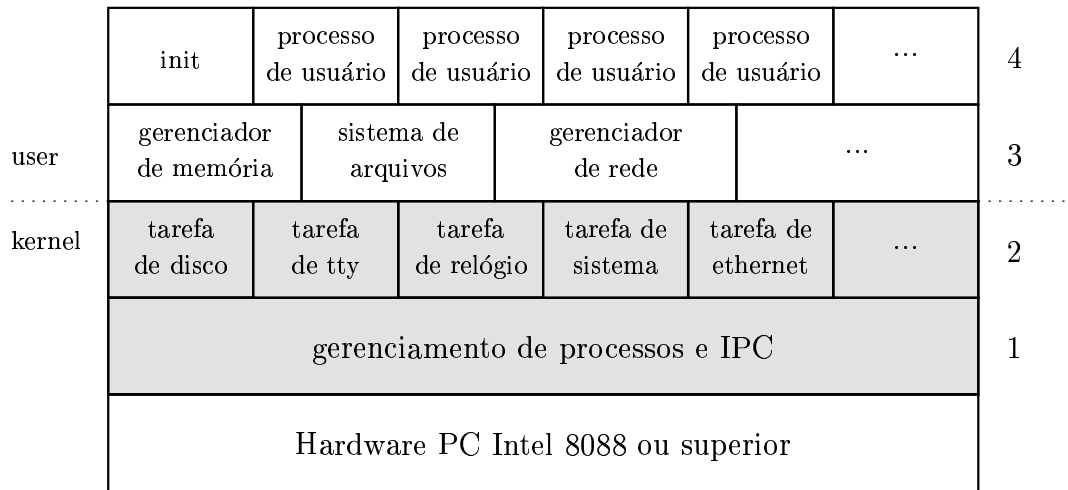 init
processo
de usuário
processo
de usuário
processo
de usuário
processo
de usuário
...
4
user
gerenciador
de memória
sistema de
arquivos
gerenciador
de rede
...
3
kernel
tarefa
de disco
tarefa
de tty
tarefa
de relógio
tarefa de
sistema
tarefa de
ethernet
...
2
gerenciamento de processos e IPC
1
Hardware PC Intel 8088 ou superior